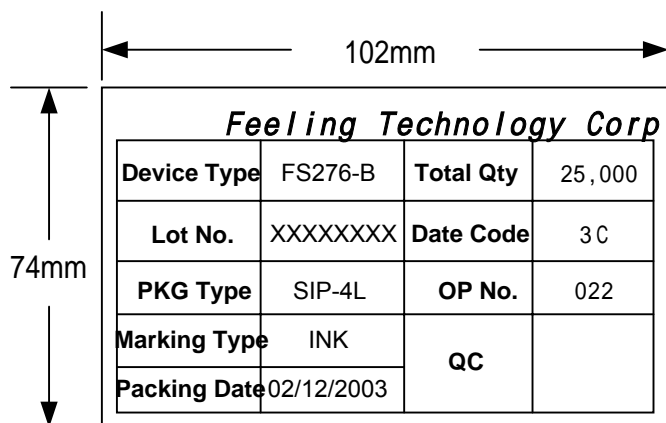 102mm
Feeling Technology Corp
Device Type FS276-B Total Qty 25,000
Lot No. XXXXXXXX Date Code 3C
74mm
PKG Type SIP-4L OP No. 022
Marking Type INK QC
Packing Date 02/12/2003